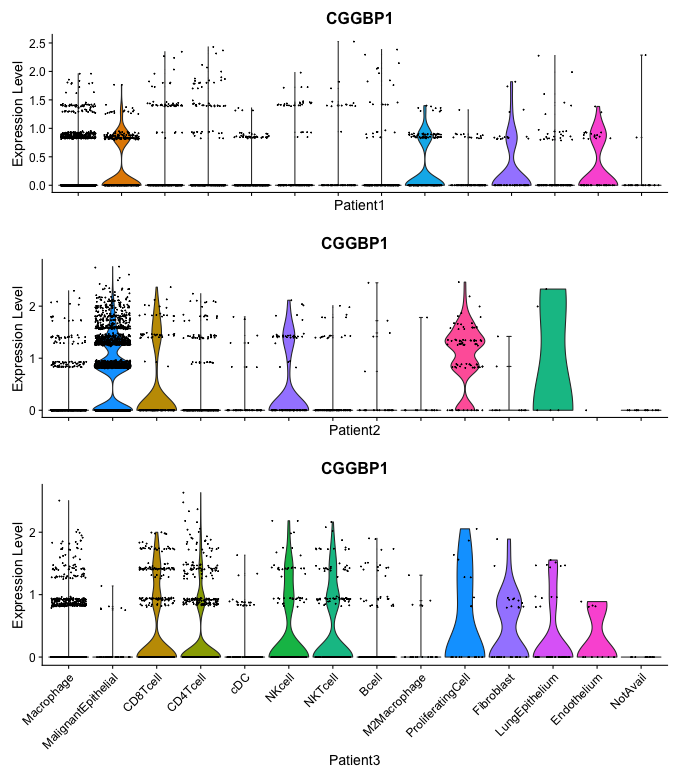 CGGBP1
Expression Level
2.5
2.0
1.5
1.0
0.5
0.0
Patient1
CGGBP1
Expression Level
2
1
0
Patient2
CGGBP1
Expression Level
2
1
0
Macrophage
MalignantEpithelial
CD8Tcell
CD4Tcell
cDC
NKcell
NKTcell
Bcell
M2Macrophage
ProliferatingCell
Fibroblast
LungEpithelium
Endothelium
NotAvail
Patient3